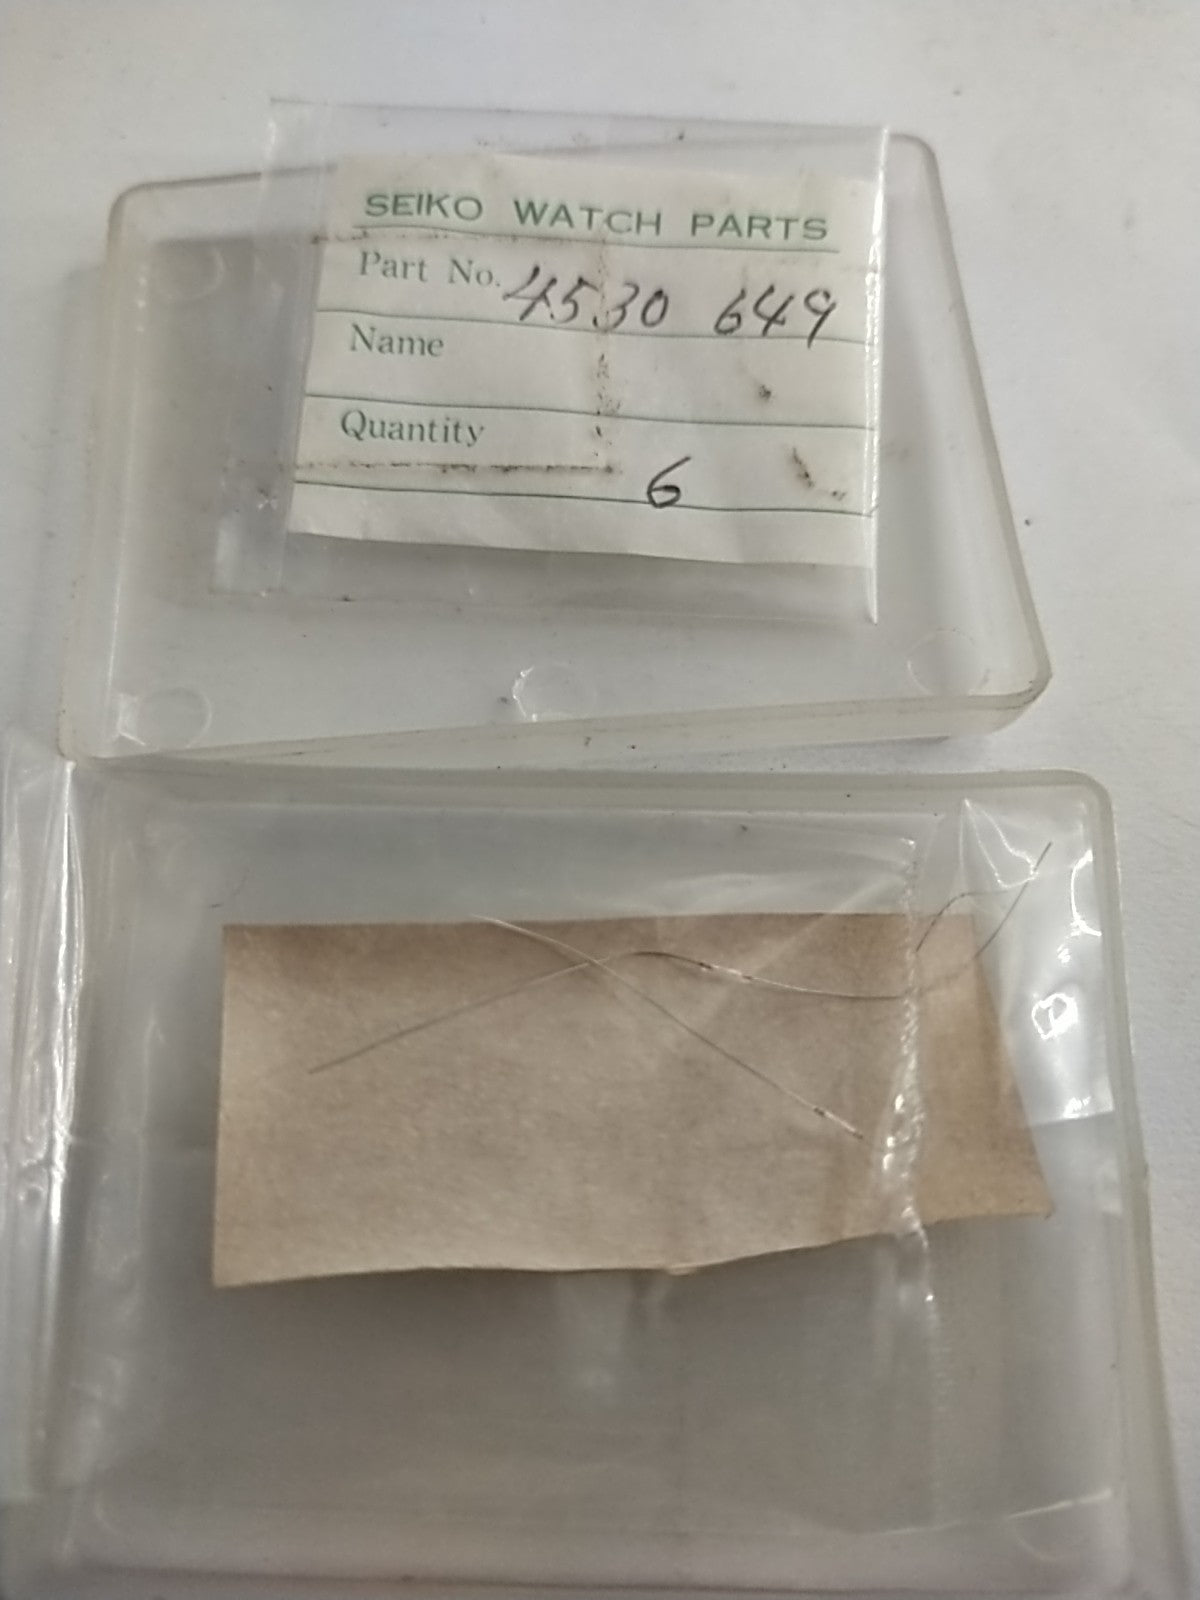 SEIKO WATCH PARTS
Part No. 4530 649
Name
Quantity 6